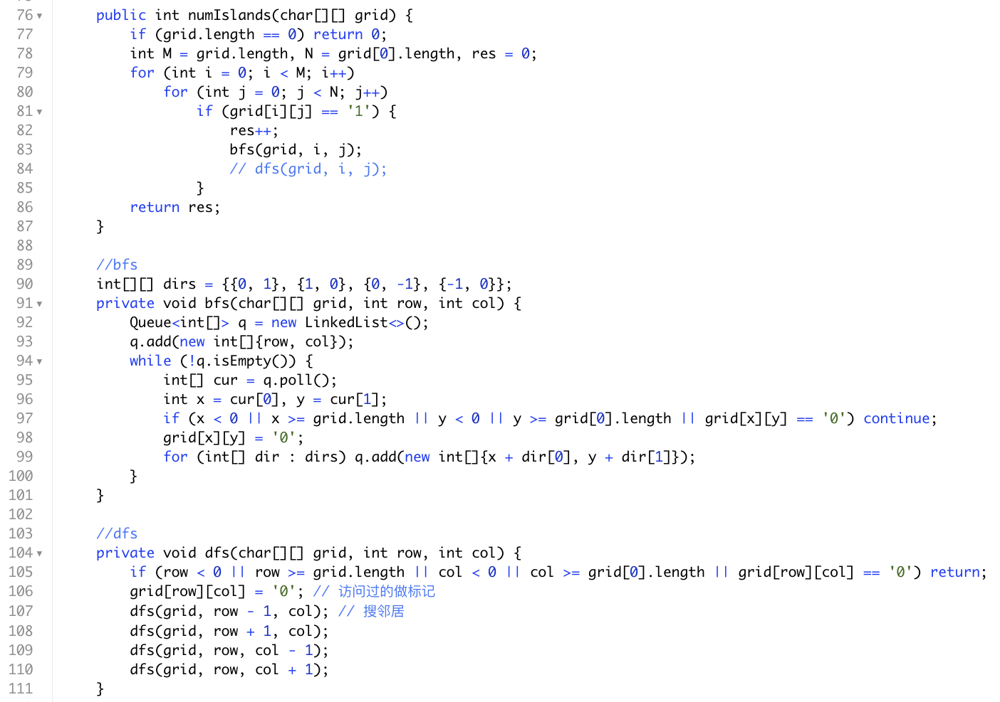 76 public int numIslands(char[][] grid) {
77 if (grid.length == 0) return 0;
78 int M = grid.length, N = grid[0].length, res = 0;
79 for (int i = 0; i < M; i++)
80 for (int j = 0; j < N; j++)
81 if (grid[i][j] == '1') {
82 res++;
83 bfs(grid, i, j);
84 // dfs(grid, i, j);
85 }
86 return res;
87 }
88
89 //bfs
90 int[][] dirs = {{0, 1}, {1, 0}, {0, -1}, {-1, 0}};
91 private void bfs(char[][] grid, int row, int col) {
92 Queue<int[]> q = new LinkedList<>();
93 q.add(new int[]{row, col});
94 while (!q.isEmpty()) {
95 int[] cur = q.poll();
96 int x = cur[0], y = cur[1];
97 if (x < 0 || x >= grid.length || y < 0 || y >= grid[0].length || grid[x][y] == '0') continue;
98 grid[x][y] = '0';
99 for (int[] dir : dirs) q.add(new int[]{x + dir[0], y + dir[1]});
100 }
101 }
102
103 //dfs
104 private void dfs(char[][] grid, int row, int col) {
105 if (row < 0 || row >= grid.length || col < 0 || col >= grid[0].length || grid[row][col] == '0') return;
106 grid[row][col] = '0'; // 访问过的做标记
107 dfs(grid, row - 1, col); // 搜邻居
108 dfs(grid, row + 1, col);
109 dfs(grid, row, col - 1);
110 dfs(grid, row, col + 1);
111 }